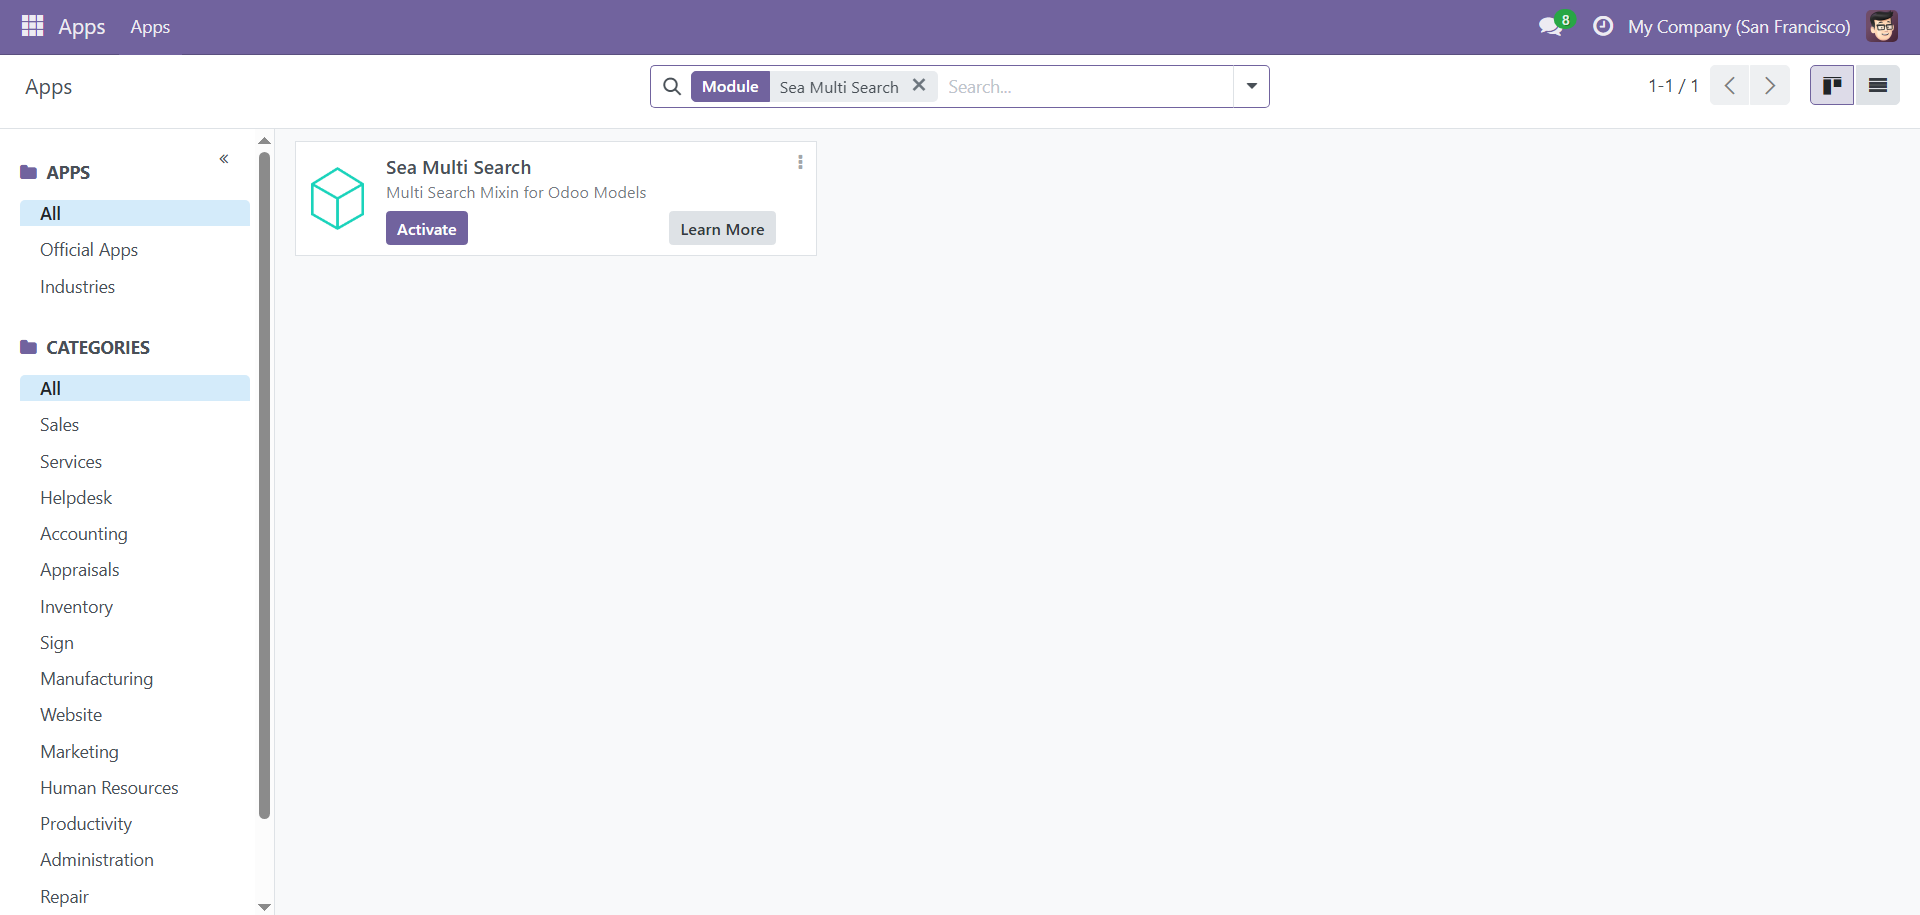 Apps Apps 8 My Company (San Francisco)
Apps Module Sea Multi Search Search... 1-1 / 1
APPS
All
Official Apps
Industries
CATEGORIES
All
Sales
Services
Helpdesk
Accounting
Appraisals
Inventory
Sign
Manufacturing
Website
Marketing
Human Resources
Productivity
Administration
Repair
Sea Multi Search
Multi Search Mixin for Odoo Models
Activate Learn More